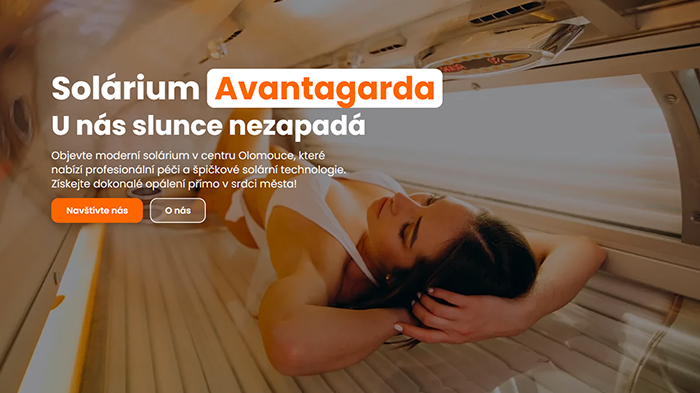 Solárium Avantagarda
U nás slunce nezapadá
Objevte moderní solárium v centru Olomouce, které
nabízí profesionální péči a špičkové solární technologie.
Získejte dokonalé opálení přímo v srdci města!
Navštivte nás
O nás